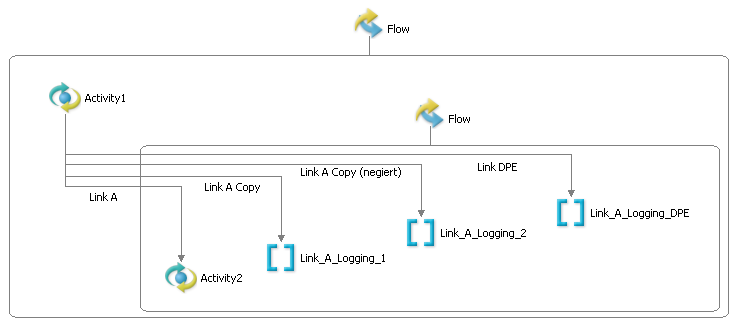 Flow
Activity1
Flow
Link DPE
Link A Copy (negiert)
Link A Copy
Link A
Link_A_Logging_DPE
Link_A_Logging_2
Link_A_Logging_1
Activity2